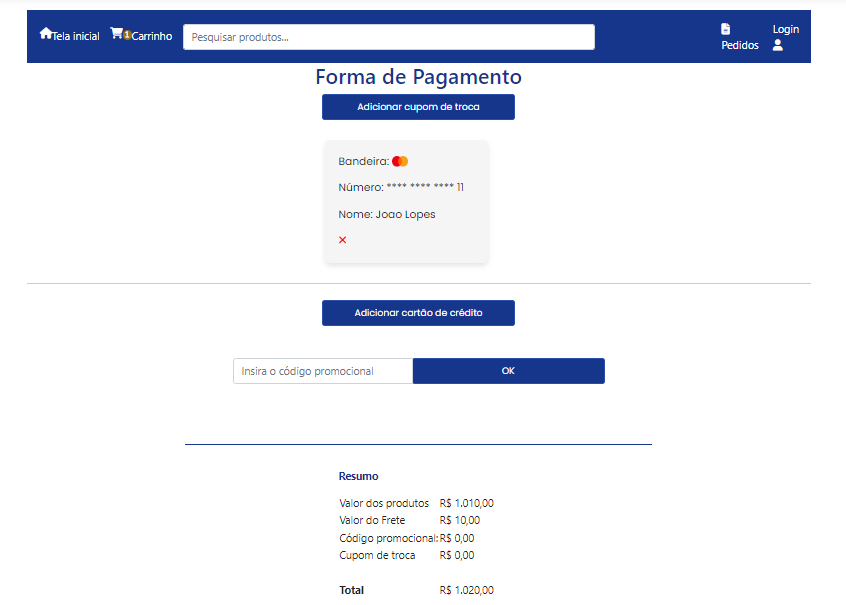 Tela inicial 1 Carrinho Pesquisar produtos... Pedidos Login
Forma de Pagamento
Adicionar cupom de troca
Bandeira:
Número: **** **** **** 11
Nome: Joao Lopes
Adicionar cartão de crédito
Insira o código promocional OK
Resumo
Valor dos produtos R$ 1.010,00
Valor do Frete R$ 10,00
Código promocional: R$ 0,00
Cupom de troca R$ 0,00
Total R$ 1.020,00